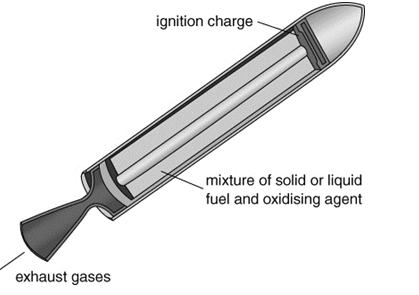 ignition charge
mixture of solid or liquid
fuel and oxidising agent
exhaust gases